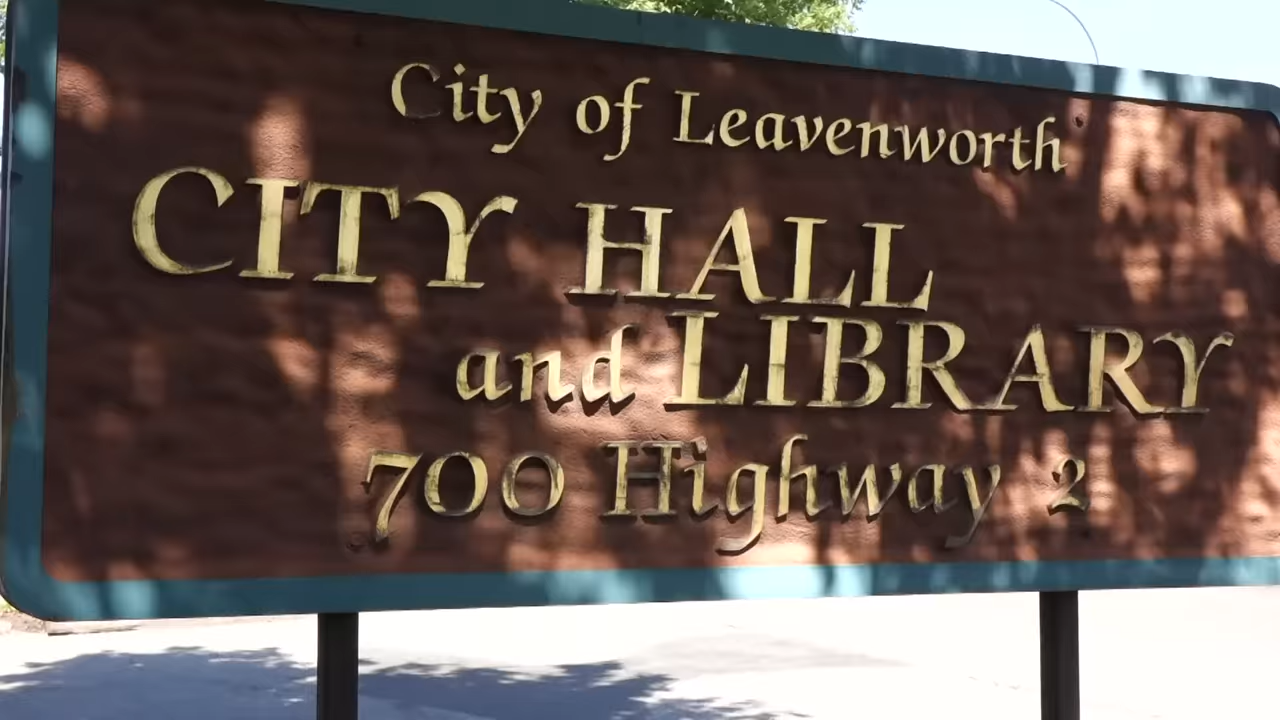 City of Leavenworth
CITY HALL
and LIBRARY
700 Highway 2